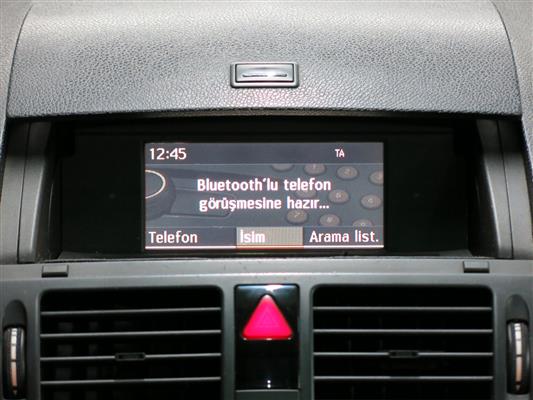 12:45 TA
Bluetooth'lu telefon
görüşmesine hazır...
Telefon İsim Arama list.